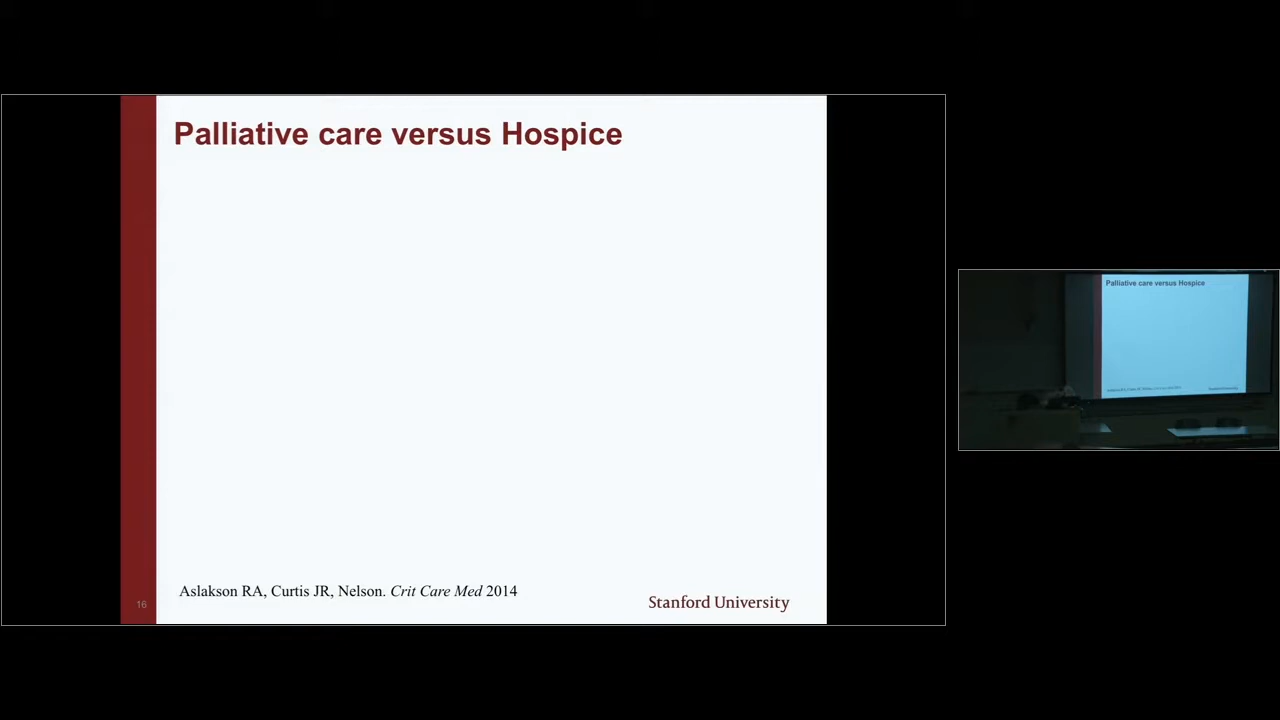 Palliative care versus Hospice
Aslakson RA, Curtis JR, Nelson. Crit Care Med 2014
16
Stanford University
Palliative care versus Hospice